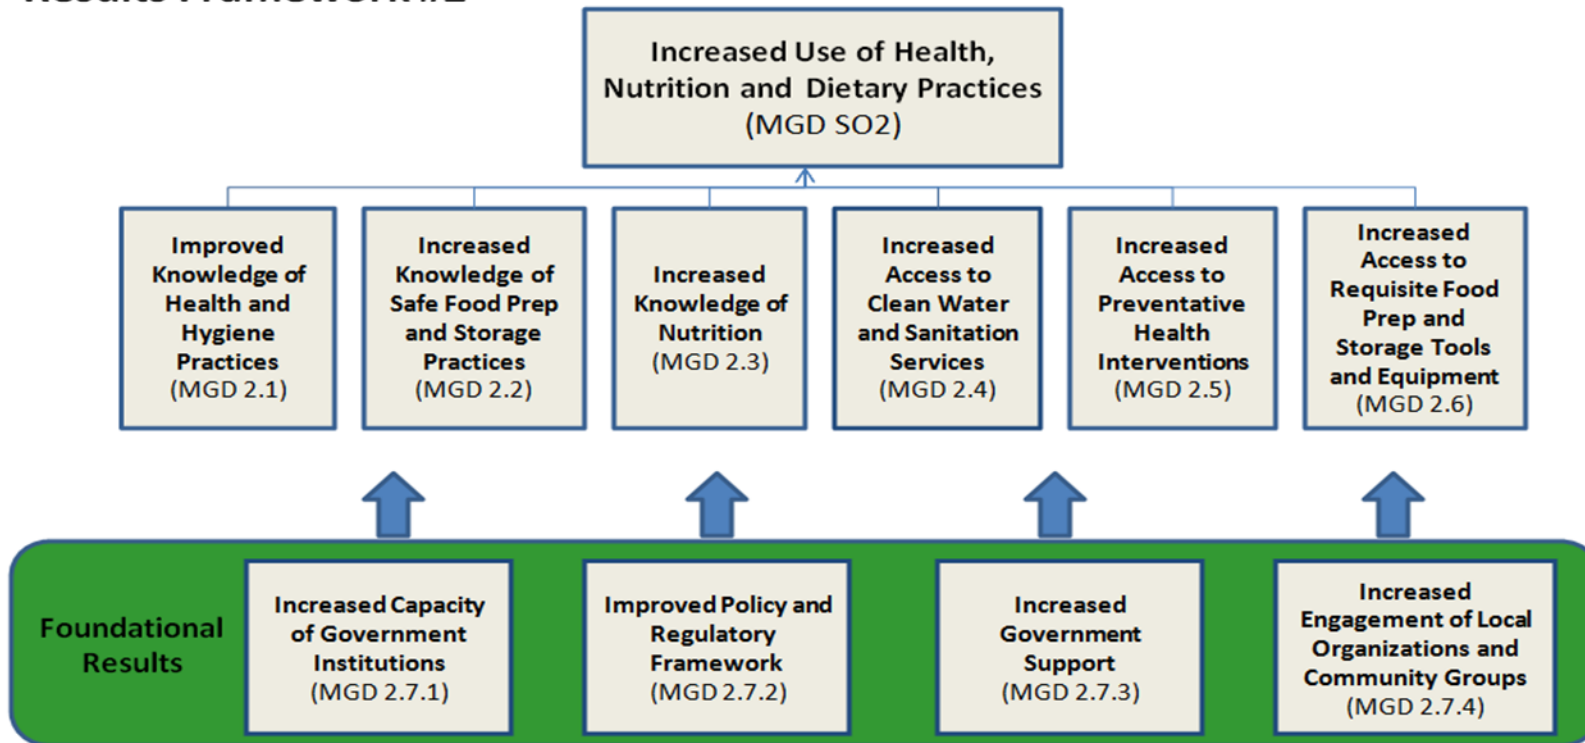 Results Framework #2
Increased Use of Health,
Nutrition and Dietary Practices
(MGD SO2)
Improved
Knowledge of
Health and
Hygiene
Practices
(MGD 2.1)
Increased
Knowledge of
Safe Food Prep
and Storage
Practices
(MGD 2.2)
Increased
Knowledge of
Nutrition
(MGD 2.3)
Increased
Access to
Clean Water
and Sanitation
Services
(MGD 2.4)
Increased
Access to
Preventative
Health
Interventions
(MGD 2.5)
Increased
Access to
Requisite Food
Prep and
Storage Tools
and Equipment
(MGD 2.6)
Foundational
Results
Increased Capacity
of Government
Institutions
(MGD 2.7.1)
Improved Policy and
Regulatory
Framework
(MGD 2.7.2)
Increased
Government
Support
(MGD 2.7.3)
Increased
Engagement of Local
Organizations and
Community Groups
(MGD 2.7.4)